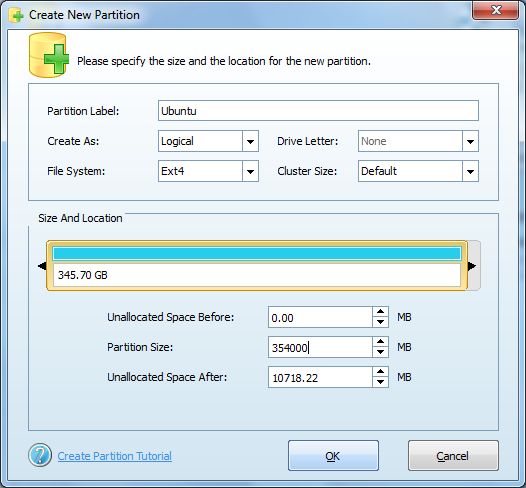 Create New Partition
Please specify the size and the location for the new partition.
Partition Label: Ubuntu
Create As: Logical Drive Letter: None
File System: Ext4 Cluster Size: Default
Size And Location
345.70 GB
Unallocated Space Before: 0.00 MB
Partition Size: 354000 MB
Unallocated Space After: 10718.22 MB
? Create Partition Tutorial OK Cancel